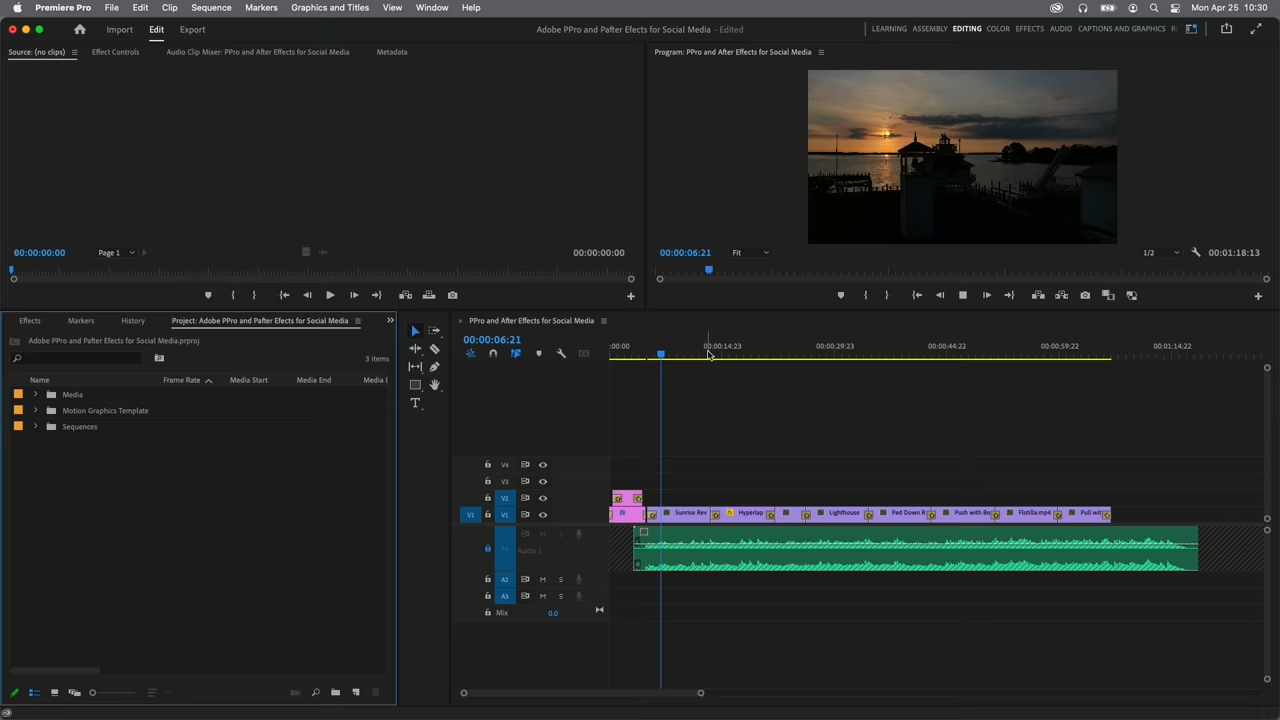 Premiere Pro File Edit Clip Sequence Markers Graphics and Titles View Window Help Mon Apr 25 10:30
Import Edit Export Adobe PPro and Pafter Efects for Social Media - Edited LEARNING ASSEMBLY EDITING COLOR EFFECTS AUDIO CAPTIONS AND GRAPHICS
Source: (no clips) Effect Controls Audio Clip Mixer: PPro and After Effects for Social Media Metadata Program: PPro and After Effects for Social Media
00:00:00:00 Page 1 00:00:00:00 00:00:06:21 Fit 1/2 00:01:18:13
Effects Markers History Project: Adobe PPro and Pafter Efects for Social Media PPro and After Effects for Social Media
Adobe PPro and Pafter Efects for Social Media.prproj
00:00:06:21
:00:00 00:00:14:23 00:00:29:23 00:00:44:22 00:00:59:22 00:01:14:22
3 items
Name Frame Rate Media Start Media End Media
Media
Motion Graphics Template
Sequences
V4
V3
V2
V1 V1 Sunrise Rev Hyperlap Lighthouse Ped Down R Push with Bo Flotilla.mp4 Pull wit
A1 M S
Audio 1
A2 M S
A3 M S
Mix 0.0